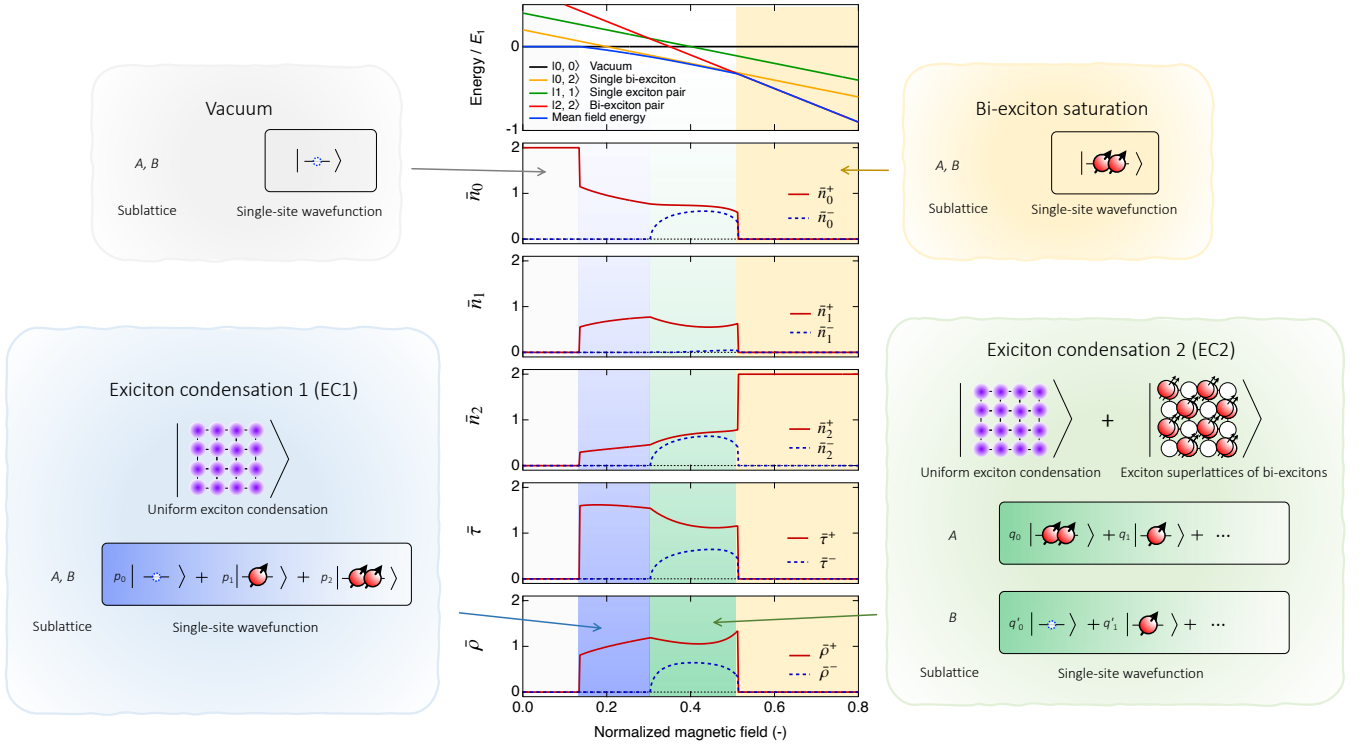 Vacuum
A, B
| ⟩
Sublattice
Single-site wavefunction
Exiciton condensation 1 (EC1)
Uniform exciton condensation
A, B
p₀ | ⟩ + p₁ | ⟩ + p₂ | ⟩
Sublattice
Single-site wavefunction
Energy / E₁
0
-1
|0, 0⟩ Vacuum
|0, 2⟩ Single bi-exciton
|1, 1⟩ Single exciton pair
|2, 2⟩ Bi-exciton pair
Mean field energy
n̄₀
2
1
0
n̄₀⁺
n̄₀⁻
n̄₁
2
1
0
n̄₁⁺
n̄₁⁻
n̄₂
2
1
0
n̄₂⁺
n̄₂⁻
τ̄
2
1
0
τ̄⁺
τ̄⁻
ρ̄
2
1
0
ρ̄⁺
ρ̄⁻
0.0 0.2 0.4 0.6 0.8
Normalized magnetic field (-)
Bi-exciton saturation
A, B
| ⟩
Sublattice
Single-site wavefunction
Exiciton condensation 2 (EC2)
| ⟩ + | ⟩
Uniform exciton condensation
Exciton superlattices of bi-excitons
A
q₀ | ⟩ + q₁ | ⟩ + ···
B
q'₀ | ⟩ + q'₁ | ⟩ + ···
Sublattice
Single-site wavefunction